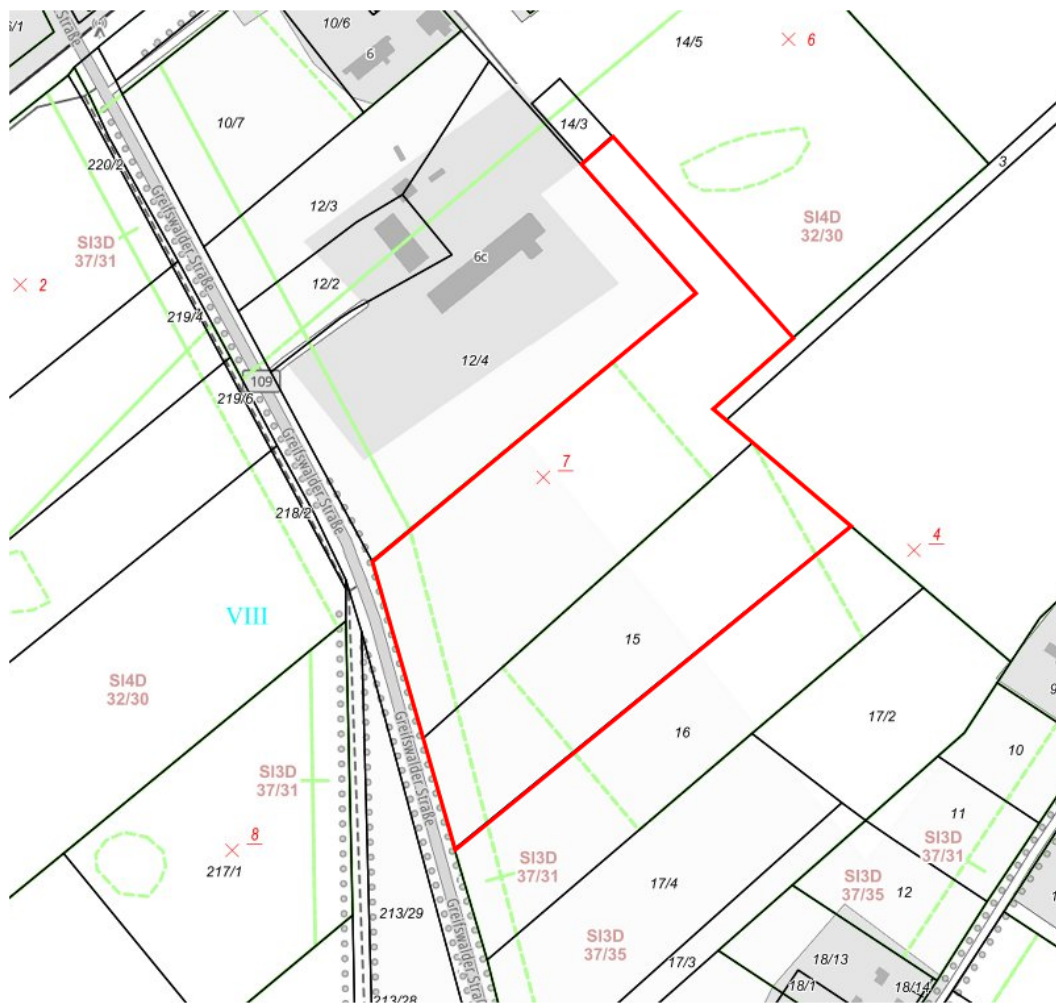 Straße
10/6
6
14/5
6
10/7
14/3
3
220/2
Greifswalder Straße
12/3
SI4D
32/30
SI3D
37/31
2
6c
12/2
219/4
12/4
109
219/6
Greifswalder Straße
7
218/2
4
VIII
15
SI4D
32/30
16
17/2
9
10
Greifswalder Straße
SI3D
37/31
11
8
SI3D
37/31
SI3D
37/31
217/1
17/4
SI3D
37/35
12
213/29
Greifswalder Straße
SI3D
37/35
17/3
18/13
18/1
18/14
213/28